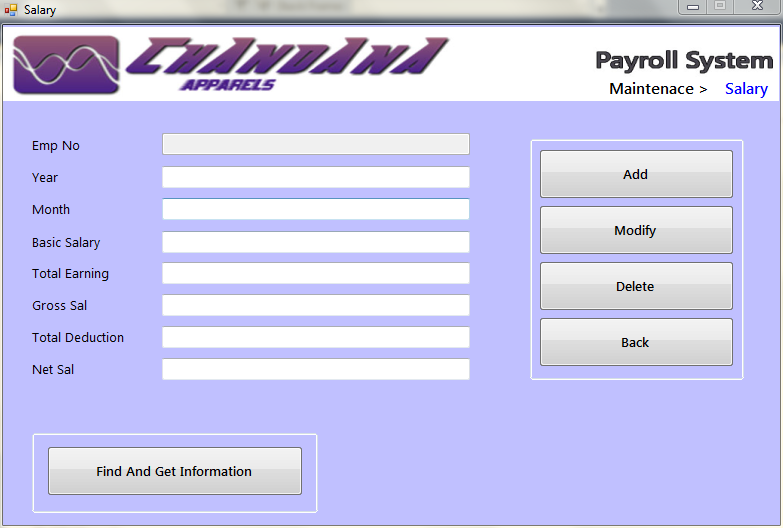 Salary
CHANDANA
APPARELS
Payroll System
Maintenace > Salary
Emp No
Year
Month
Basic Salary
Total Earning
Gross Sal
Total Deduction
Net Sal
Add
Modify
Delete
Back
Find And Get Information